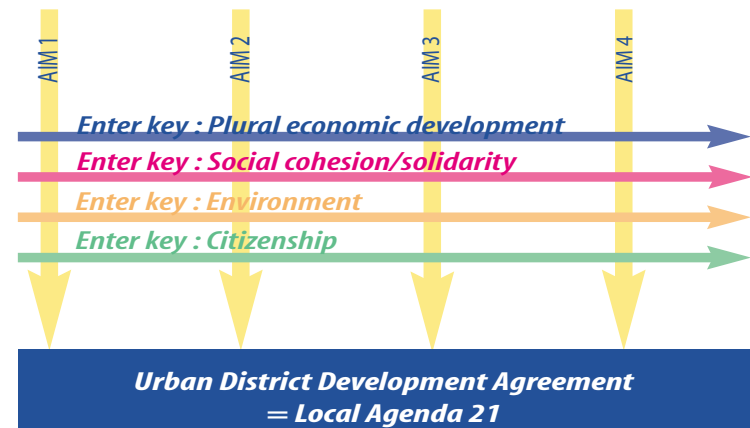 AIM 1
AIM 2
AIM 3
AIM 4
Enter key : Plural economic development
Enter key : Social cohesion/solidarity
Enter key : Environment
Enter key : Citizenship
Urban District Development Agreement
= Local Agenda 21